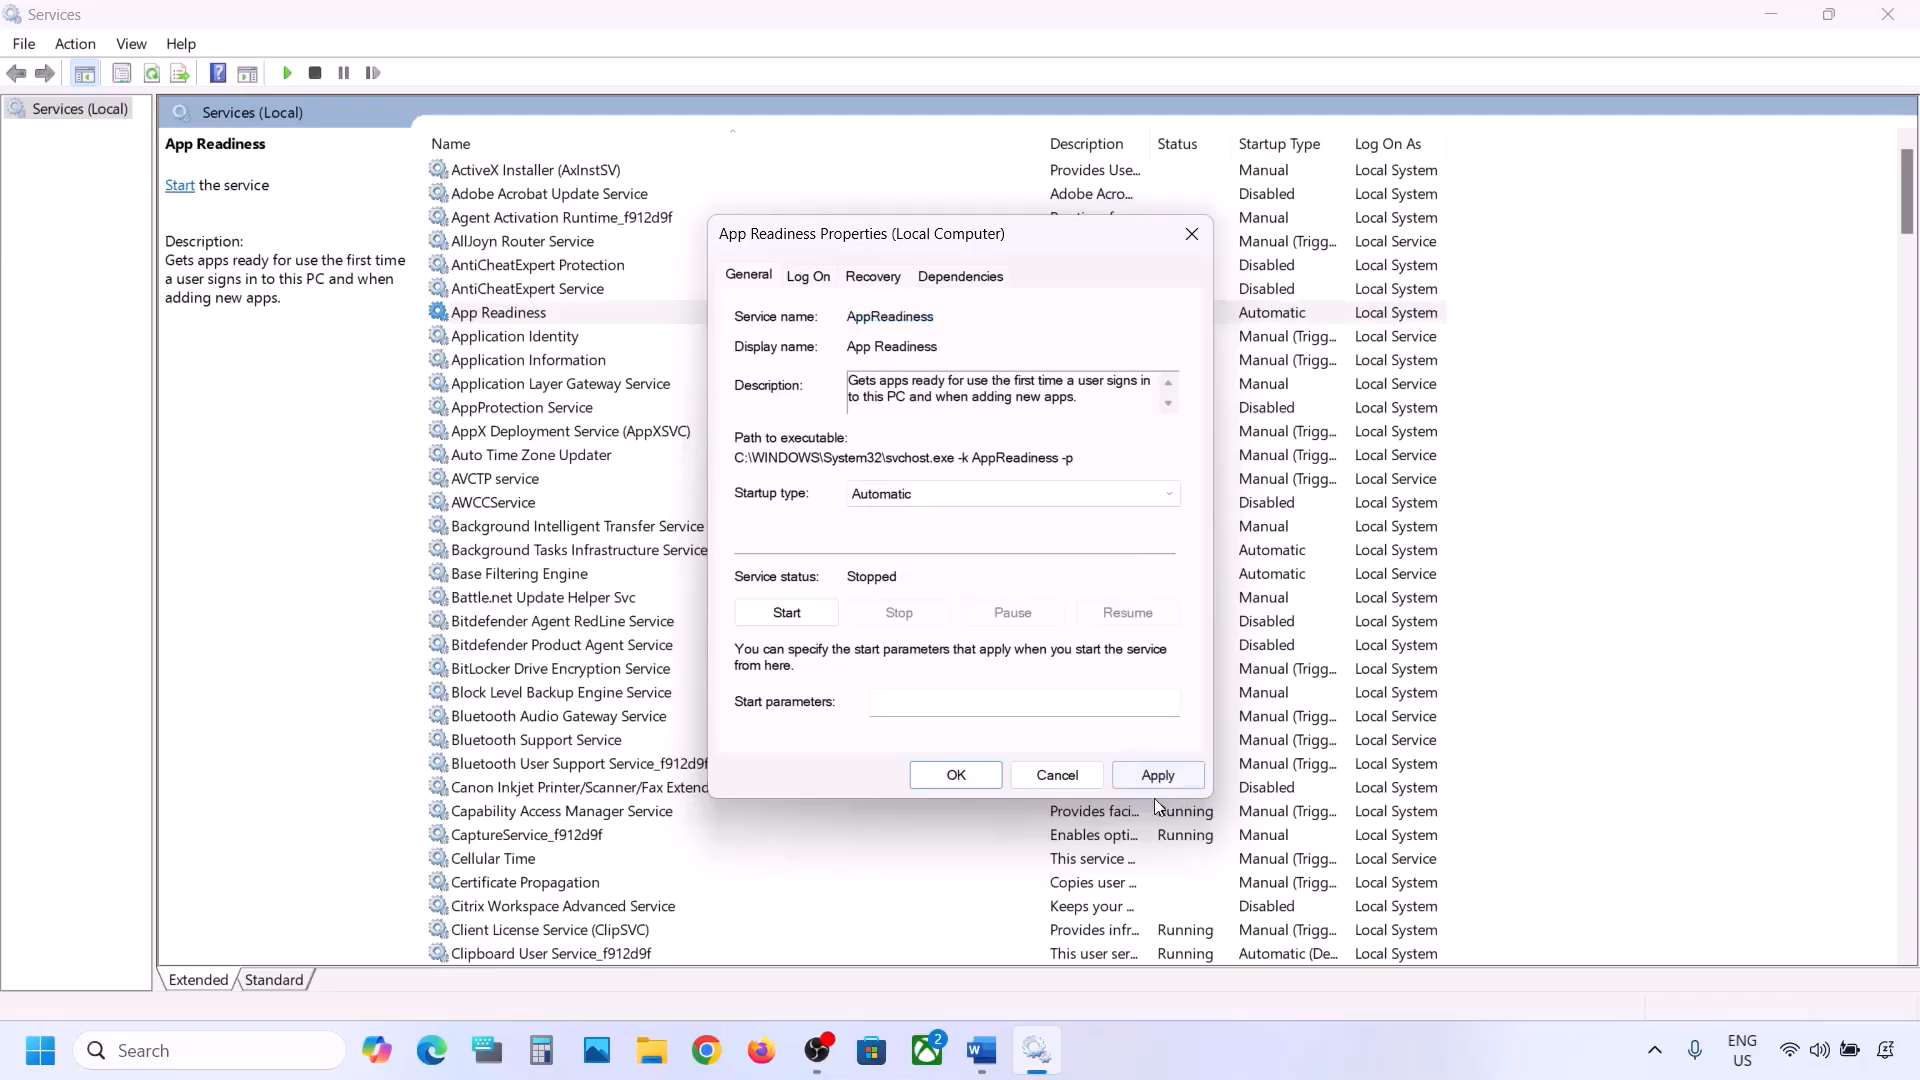 Services
File Action View Help
Services (Local)
Services (Local)
App Readiness
Start the service
Description:
Gets apps ready for use the first time
a user signs in to this PC and when
adding new apps.
Name Description Status Startup Type Log On As
ActiveX Installer (AxInstSV) Provides Use... Manual Local System
Adobe Acrobat Update Service Adobe Acro... Disabled Local System
Agent Activation Runtime_f912d9f Manual Local System
AllJoyn Router Service Manual (Trigg... Local Service
AntiCheatExpert Protection Disabled Local System
AntiCheatExpert Service Disabled Local System
App Readiness Automatic Local System
Application Identity Manual (Trigg... Local Service
Application Information Manual (Trigg... Local System
Application Layer Gateway Service Manual Local Service
AppProtection Service Disabled Local System
AppX Deployment Service (AppXSVC) Manual (Trigg... Local System
Auto Time Zone Updater Manual (Trigg... Local Service
AVCTP service Manual (Trigg... Local Service
AWCCService Disabled Local System
Background Intelligent Transfer Service Manual Local System
Background Tasks Infrastructure Service Automatic Local System
Base Filtering Engine Automatic Local Service
Battle.net Update Helper Svc Manual Local System
Bitdefender Agent RedLine Service Disabled Local System
Bitdefender Product Agent Service Disabled Local System
BitLocker Drive Encryption Service Manual (Trigg... Local System
Block Level Backup Engine Service Manual Local System
Bluetooth Audio Gateway Service Manual (Trigg... Local Service
Bluetooth Support Service Manual (Trigg... Local Service
Bluetooth User Support Service_f912d9f Manual (Trigg... Local System
Canon Inkjet Printer/Scanner/Fax Extend Disabled Local System
Capability Access Manager Service Provides faci... Running Manual (Trigg... Local System
CaptureService_f912d9f Enables opti... Running Manual Local System
Cellular Time This service ... Manual (Trigg... Local Service
Certificate Propagation Copies user ... Manual (Trigg... Local System
Citrix Workspace Advanced Service Keeps your ... Disabled Local System
Client License Service (ClipSVC) Provides infr... Running Manual (Trigg... Local System
Clipboard User Service_f912d9f This user ser... Running Automatic (De... Local System
App Readiness Properties (Local Computer)
General Log On Recovery Dependencies
Service name: AppReadiness
Display name: App Readiness
Description: Gets apps ready for use the first time a user signs in
to this PC and when adding new apps.
Path to executable:
C:\WINDOWS\System32\svchost.exe -k AppReadiness -p
Startup type: Automatic
Service status: Stopped
Start Stop Pause Resume
You can specify the start parameters that apply when you start the service
from here.
Start parameters:
OK Cancel Apply
Extended Standard
Search
2
ENG
US